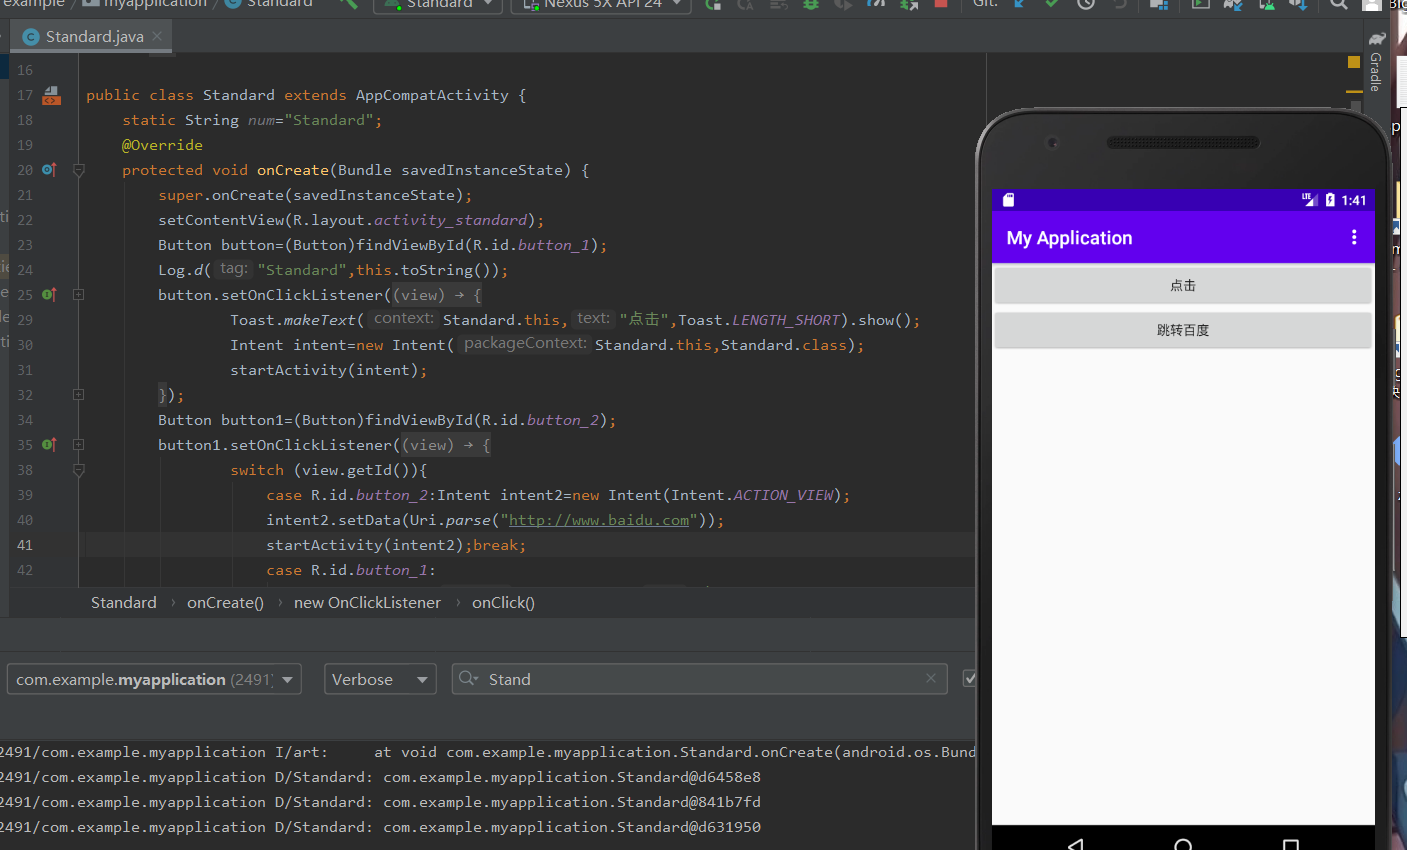 example / myapplication / Standard
Standard
Nexus 5X API 24
Git:
Standard.java
Gradle
16
17 public class Standard extends AppCompatActivity {
18 static String num="Standard";
19 @Override
20 protected void onCreate(Bundle savedInstanceState) {
21 super.onCreate(savedInstanceState);
22 setContentView(R.layout.activity_standard);
23 Button button=(Button)findViewById(R.id.button_1);
24 Log.d( tag: "Standard",this.toString());
25 button.setOnClickListener((view) → {
29 Toast.makeText( context: Standard.this, text: "点击",Toast.LENGTH_SHORT).show();
30 Intent intent=new Intent( packageContext: Standard.this,Standard.class);
31 startActivity(intent);
32 });
34 Button button1=(Button)findViewById(R.id.button_2);
35 button1.setOnClickListener((view) → {
38 switch (view.getId()){
39 case R.id.button_2:Intent intent2=new Intent(Intent.ACTION_VIEW);
40 intent2.setData(Uri.parse("http://www.baidu.com"));
41 startActivity(intent2);break;
42 case R.id.button_1:
Standard › onCreate() › new OnClickListener › onClick()
com.example.myapplication (2491)
Verbose
Stand
2491/com.example.myapplication I/art: at void com.example.myapplication.Standard.onCreate(android.os.Bund
2491/com.example.myapplication D/Standard: com.example.myapplication.Standard@d6458e8
2491/com.example.myapplication D/Standard: com.example.myapplication.Standard@841b7fd
2491/com.example.myapplication D/Standard: com.example.myapplication.Standard@d631950
LTE 1:41
My Application
点击
跳转百度